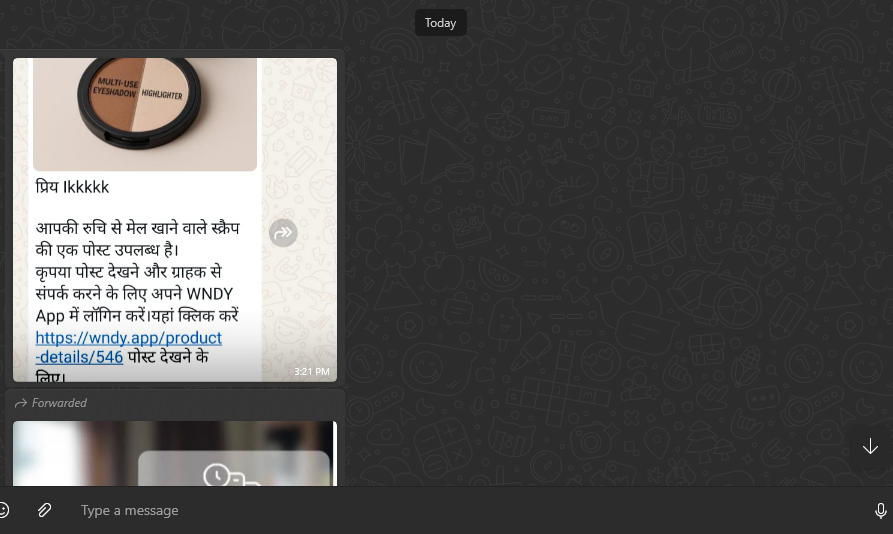 Today
MULTI-USE
EYESHADOW HIGHLIGHTER
प्रिय Ikkkkk
आपकी रुचि से मेल खाने वाले स्क्रैप
की एक पोस्ट उपलब्ध है।
कृपया पोस्ट देखने और ग्राहक से
संपर्क करने के लिए अपने WNDY
App में लॉगिन करें।यहां क्लिक करें
https://wndy.app/product
-details/546 पोस्ट देखने के
लिए।
3:21 PM
Forwarded
Type a message